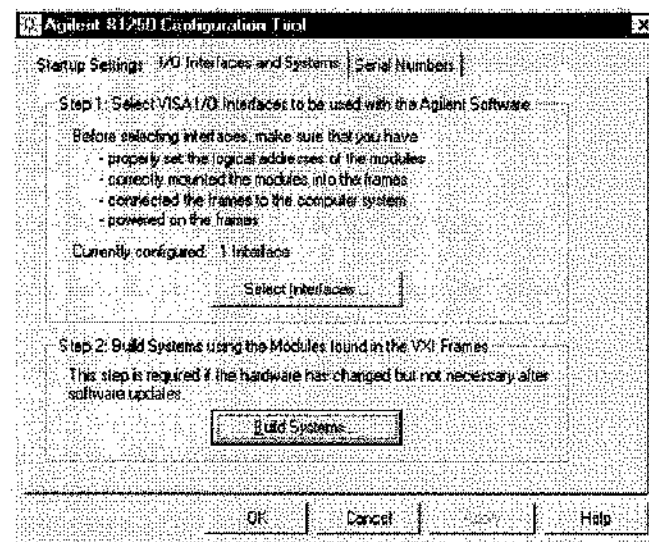 Agilent 81250 Configuration Tool
Startup Settings I/O Interfaces and Systems Serial Numbers
Step 1: Select VISA I/O Interfaces to be used with the Agilent Software
Before selecting interfaces, make sure that you have
- properly set the logical addresses of the modules
- correctly mounted the modules into the frames
- connected the frames to the computer system
- powered on the frames
Currently configured: 1 Interface
Select Interfaces...
Step 2: Build Systems using the Modules found in the VXI Frames
This step is required if the hardware has changed but not necessary after
software updates.
Build Systems...
OK Cancel Apply Help